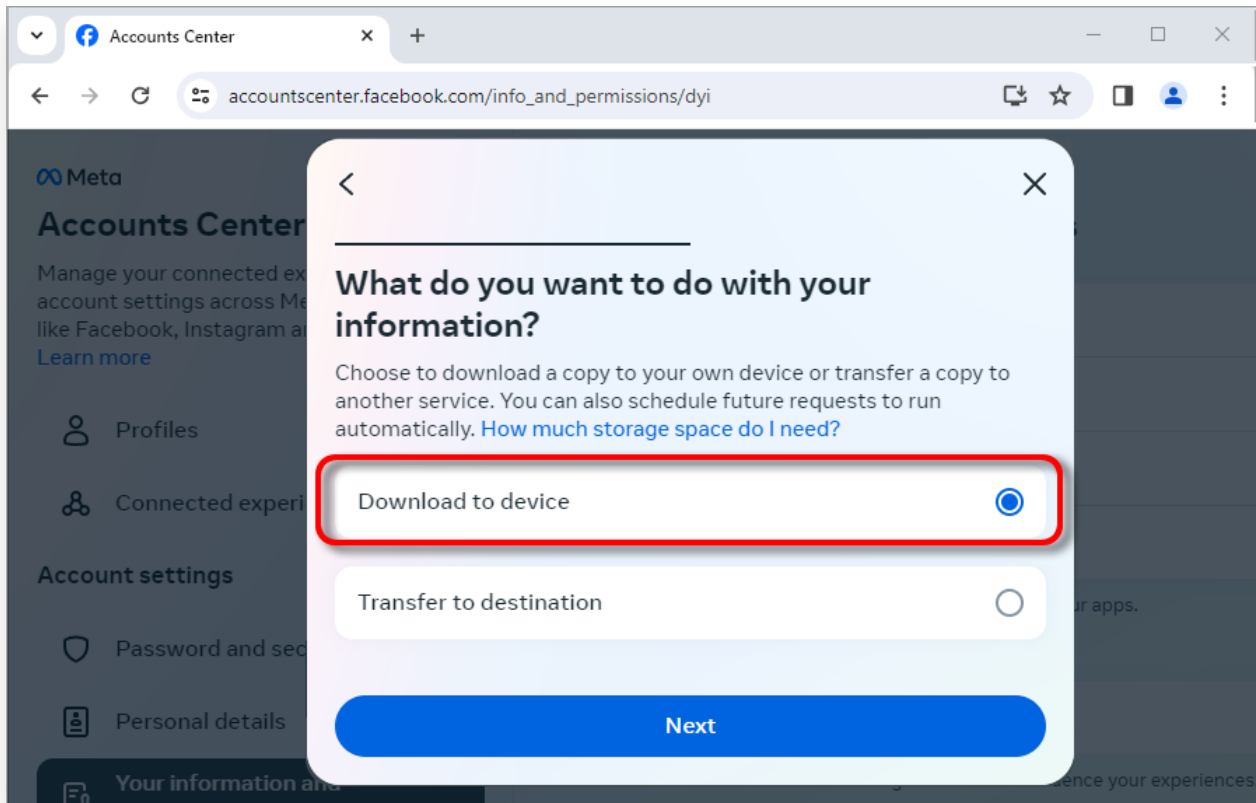 Accounts Center
accountscenter.facebook.com/info_and_permissions/dyi
Meta
Accounts Center
Manage your connected ex
account settings across Me
like Facebook, Instagram a
Learn more
Profiles
Connected experi
Account settings
Password and sec
Personal details
Your information and
What do you want to do with your
information?
Choose to download a copy to your own device or transfer a copy to
another service. You can also schedule future requests to run
automatically. How much storage space do I need?
Download to device
Transfer to destination
Next
ur apps.
ence your experiences